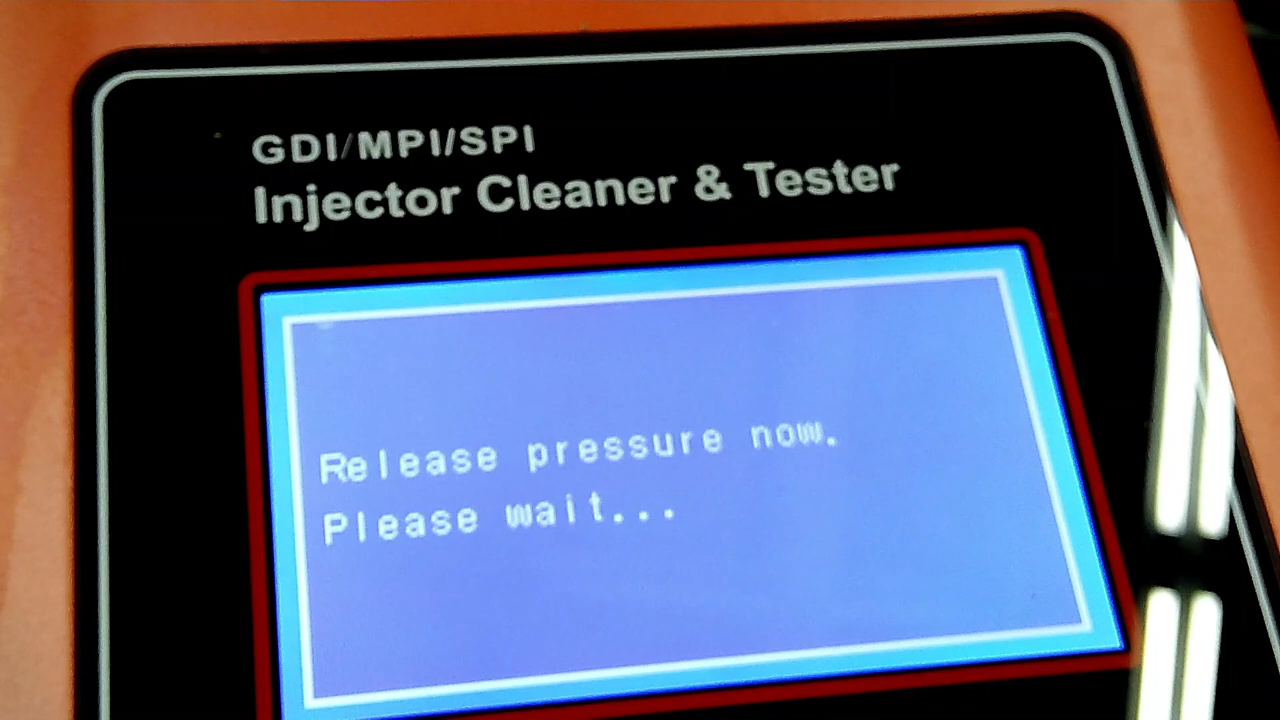 GDI/MPI/SPI
Injector Cleaner & Tester
Release pressure now.
Please wait...